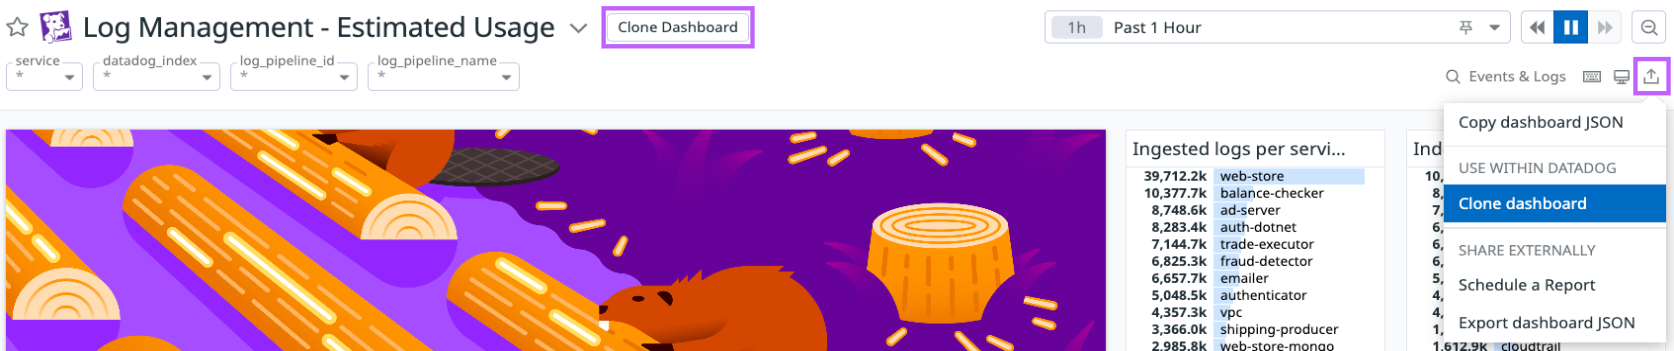 Log Management - Estimated Usage
Clone Dashboard
1h Past 1 Hour
service
*
datadog_index
*
log_pipeline_id
*
log_pipeline_name
*
Events & Logs
Copy dashboard JSON
USE WITHIN DATADOG
Clone dashboard
SHARE EXTERNALLY
Schedule a Report
Export dashboard JSON
Ingested logs per servi...
39,712.2k web-store
10,377.7k balance-checker
8,748.6k ad-server
8,283.4k auth-dotnet
7,144.7k trade-executor
6,825.3k fraud-detector
6,657.7k emailer
5,048.5k authenticator
4,357.3k vpc
3,366.0k shipping-producer
2,985.8k web-store-mongo
Ind
10,
8,
7,
6,
6,
6,
5,
4,
4,
1,
1,612.9k cloudtrail